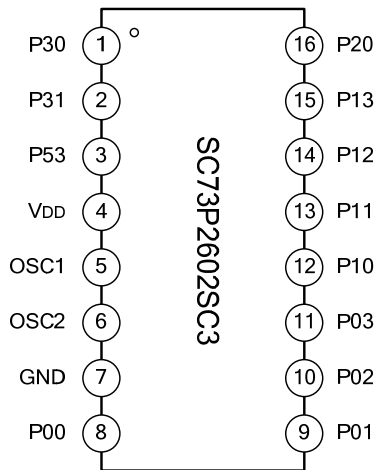 P30 1 16 P20
P31 2 15 P13
P53 3 14 P12
VDD 4 13 P11
OSC1 5 12 P10
OSC2 6 11 P03
GND 7 10 P02
P00 8 9 P01
SC73P2602SC3